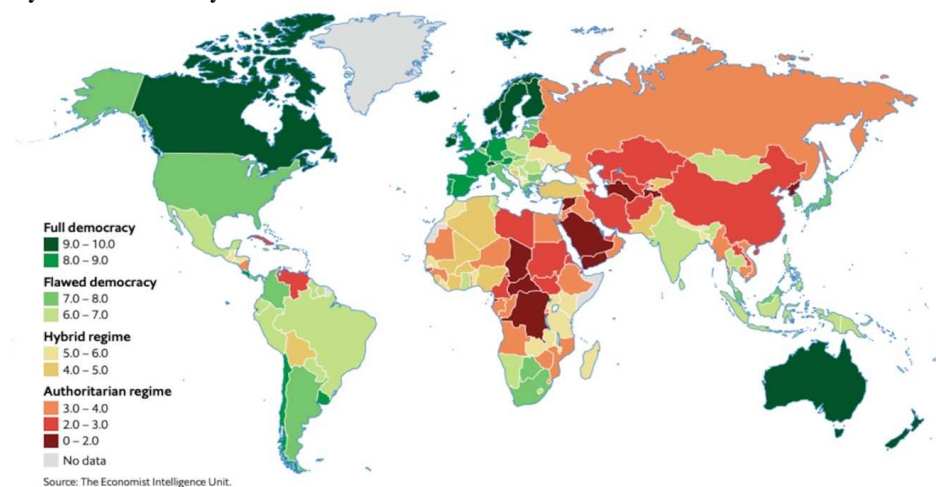 Full democracy
9.0 – 10.0
8.0 – 9.0
Flawed democracy
7.0 – 8.0
6.0 – 7.0
Hybrid regime
5.0 – 6.0
4.0 – 5.0
Authoritarian regime
3.0 – 4.0
2.0 – 3.0
0 – 2.0
No data
Source: The Economist Intelligence Unit.